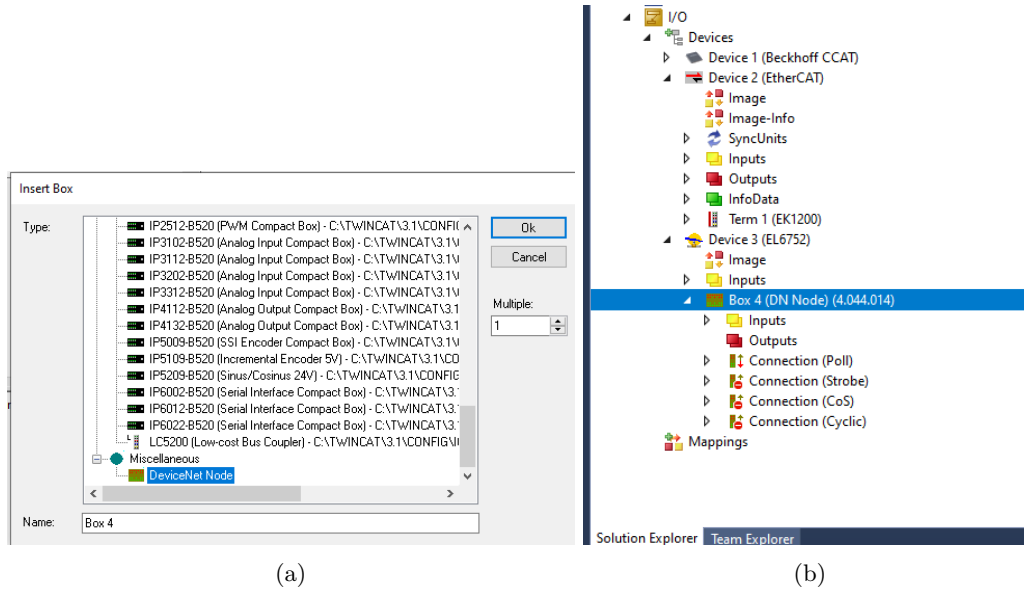 Insert Box
Type:
IP2512-B520 (PWM Compact Box) - C:\TWINCAT\3.1\CONFI(
IP3102-B520 (Analog Input Compact Box) - C:\TWINCAT\3.1\
IP3112-B520 (Analog Input Compact Box) - C:\TWINCAT\3.1\
IP3202-B520 (Analog Input Compact Box) - C:\TWINCAT\3.1\
IP3312-B520 (Analog Input Compact Box) - C:\TWINCAT\3.1\
IP4112-B520 (Analog Output Compact Box) - C:\TWINCAT\3.1
IP4132-B520 (Analog Output Compact Box) - C:\TWINCAT\3.1
IP5009-B520 (SSI Encoder Compact Box) - C:\TWINCAT\3.1\
IP5109-B520 (Incremental Encoder 5V) - C:\TWINCAT\3.1\CO
IP5209-B520 (Sinus/Cosinus 24V) - C:\TWINCAT\3.1\CONFIG
IP6002-B520 (Serial Interface Compact Box) - C:\TWINCAT\3.
IP6012-B520 (Serial Interface Compact Box) - C:\TWINCAT\3.
IP6022-B520 (Serial Interface Compact Box) - C:\TWINCAT\3.
LC5200 (Low-cost Bus Coupler) - C:\TWINCAT\3.1\CONFIG\I
Miscellaneous
DeviceNet Node
Ok
Cancel
Multiple:
1
Name:
Box 4
(a)
I/O
Devices
Device 1 (Beckhoff CCAT)
Device 2 (EtherCAT)
Image
Image-Info
SyncUnits
Inputs
Outputs
InfoData
Term 1 (EK1200)
Device 3 (EL6752)
Image
Inputs
Box 4 (DN Node) (4.044.014)
Inputs
Outputs
Connection (Poll)
Connection (Strobe)
Connection (CoS)
Connection (Cyclic)
Mappings
Solution Explorer
Team Explorer
(b)